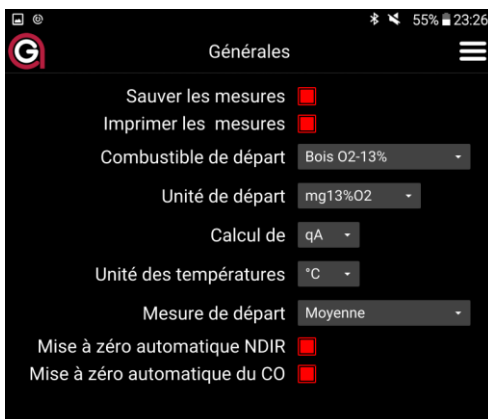 55% 23:26
Générales
Sauver les mesures
Imprimer les mesures
Combustible de départ Bois O2-13%
Unité de départ mg13%O2
Calcul de qA
Unité des températures °C
Mesure de départ Moyenne
Mise à zéro automatique NDIR
Mise à zéro automatique du CO